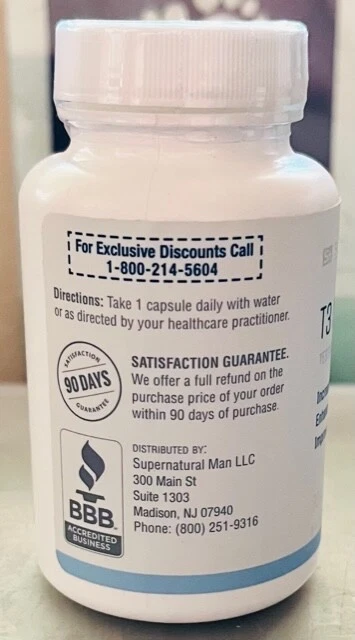 For Exclusive Discounts Call
1-800-214-5604
Directions: Take 1 capsule daily with water
or as directed by your healthcare practitioner.
SATISFACTION
90 DAYS
GUARANTEE
SATISFACTION GUARANTEE.
We offer a full refund on the
purchase price of your order
within 90 days of purchase.
BBB
ACCREDITED
BUSINESS
DISTRIBUTED BY:
Supernatural Man LLC
300 Main St
Suite 1303
Madison, NJ 07940
Phone: (800) 251-9316
T3